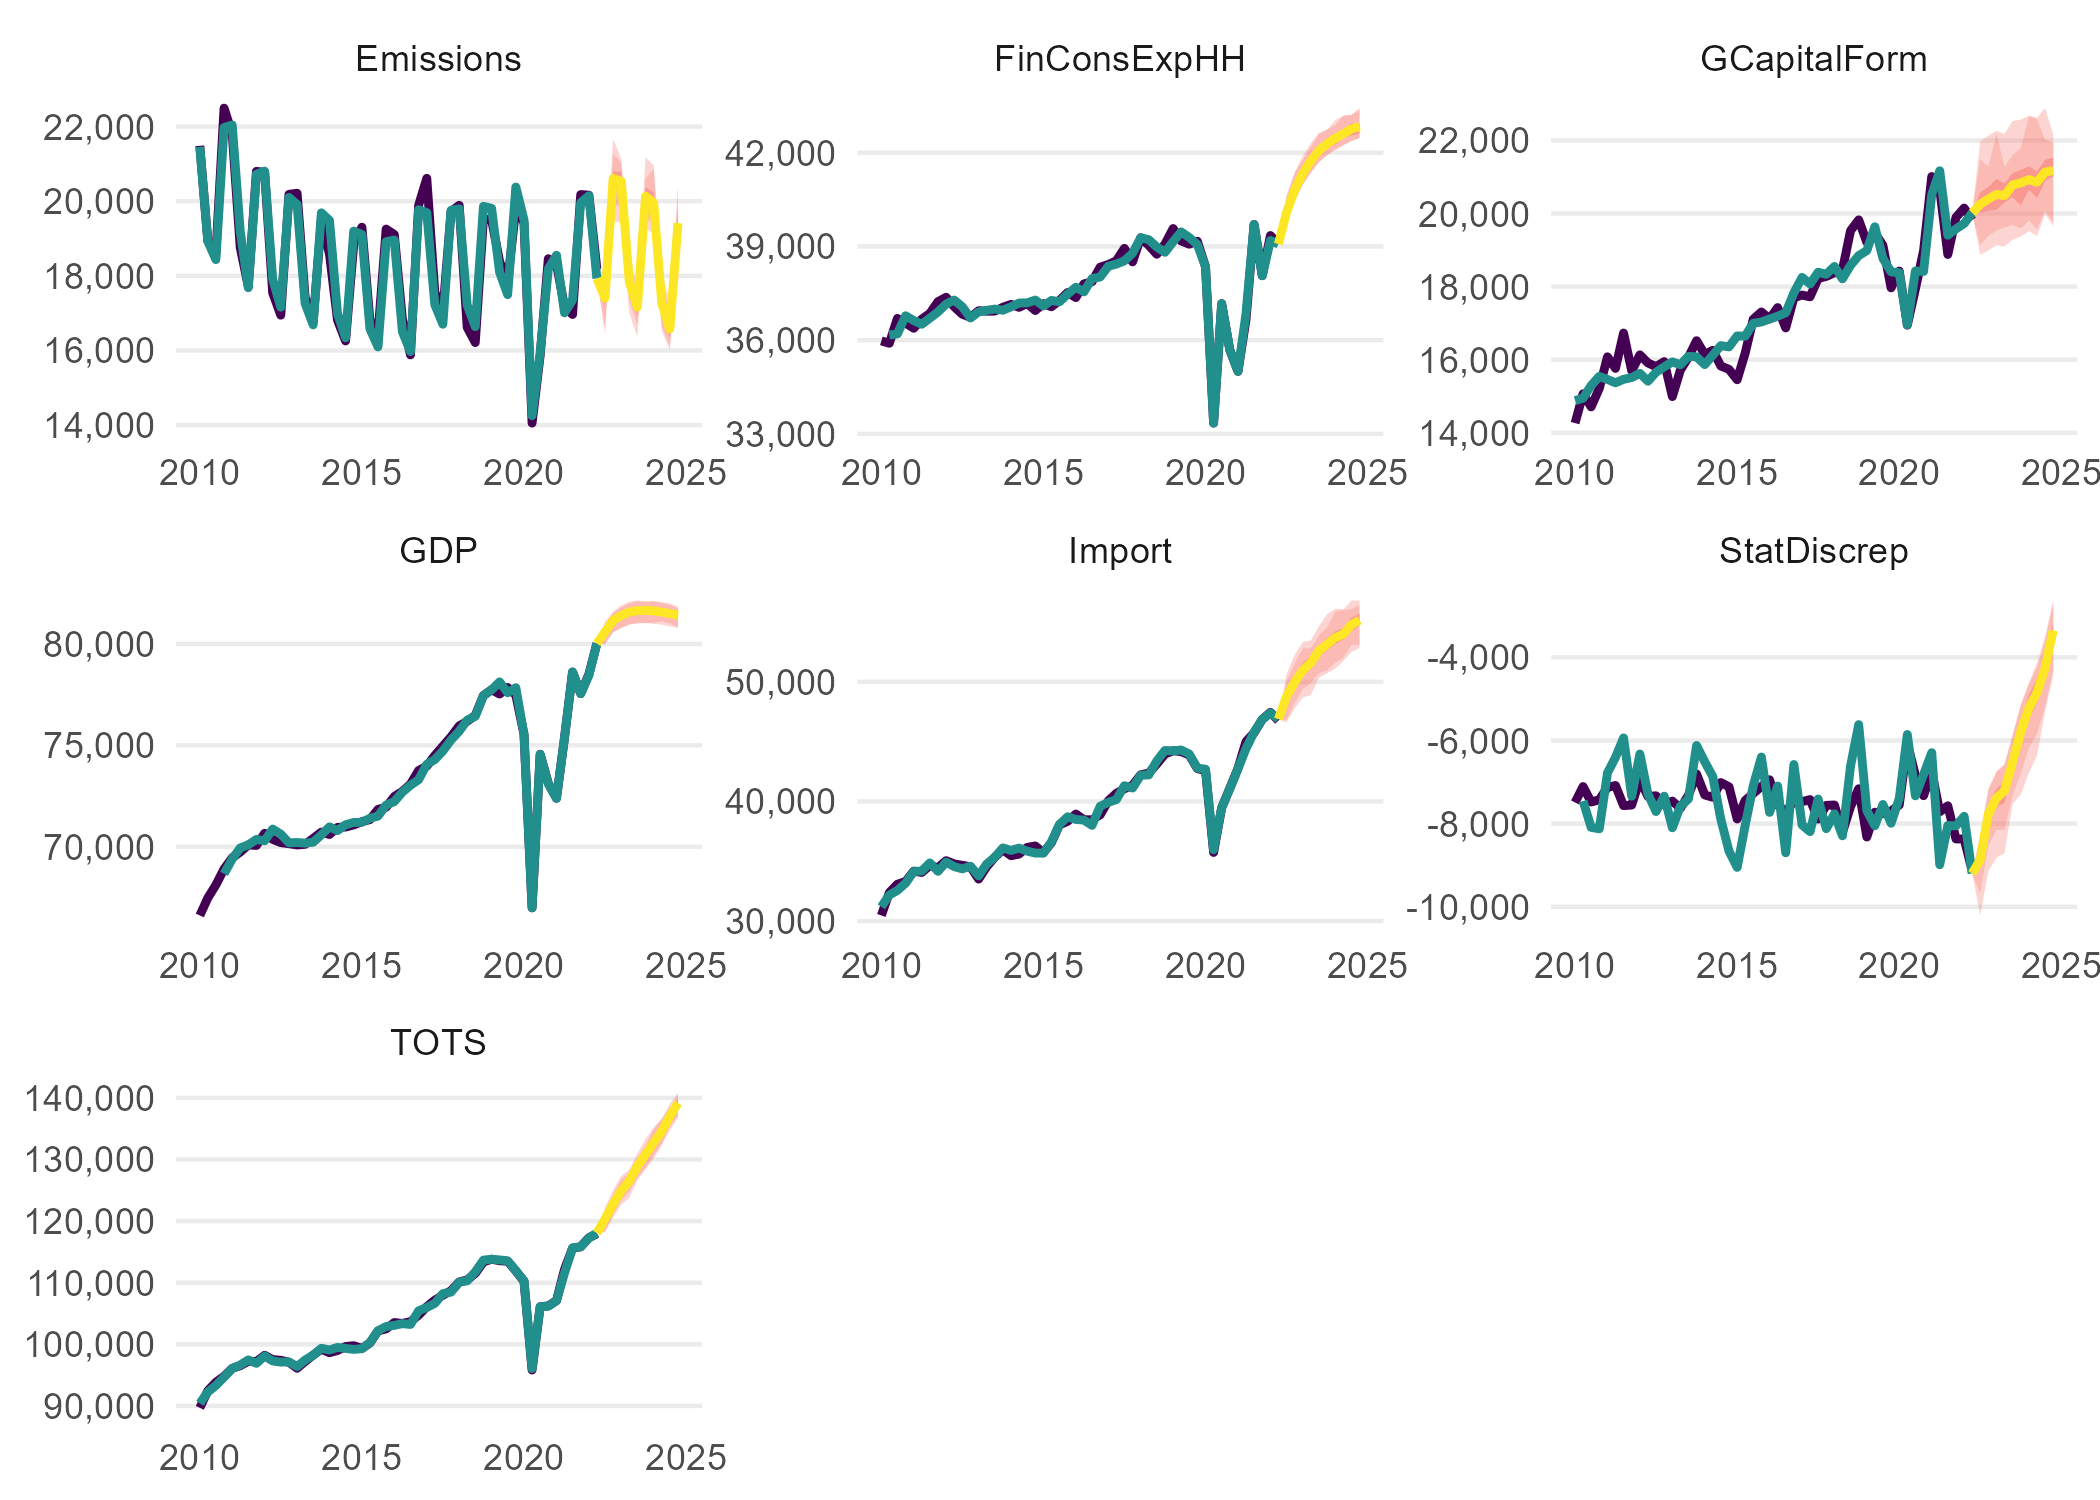 Emissions
22,000
20,000
18,000
16,000
14,000
2010 2015 2020 2025
FinConsExpHH
42,000
39,000
36,000
33,000
2010 2015 2020 2025
GCapitalForm
22,000
20,000
18,000
16,000
14,000
2010 2015 2020 2025
GDP
80,000
75,000
70,000
2010 2015 2020 2025
Import
50,000
40,000
30,000
2010 2015 2020 2025
StatDiscrep
-4,000
-6,000
-8,000
-10,000
2010 2015 2020 2025
TOTS
140,000
130,000
120,000
110,000
100,000
90,000
2010 2015 2020 2025